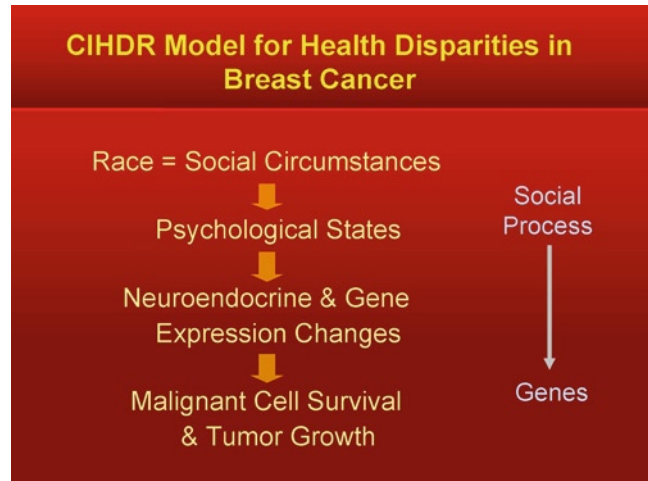 CIHDR Model for Health Disparities in
Breast Cancer
Race = Social Circumstances
Psychological States
Neuroendocrine & Gene
Expression Changes
Malignant Cell Survival
& Tumor Growth
Social
Process
Genes